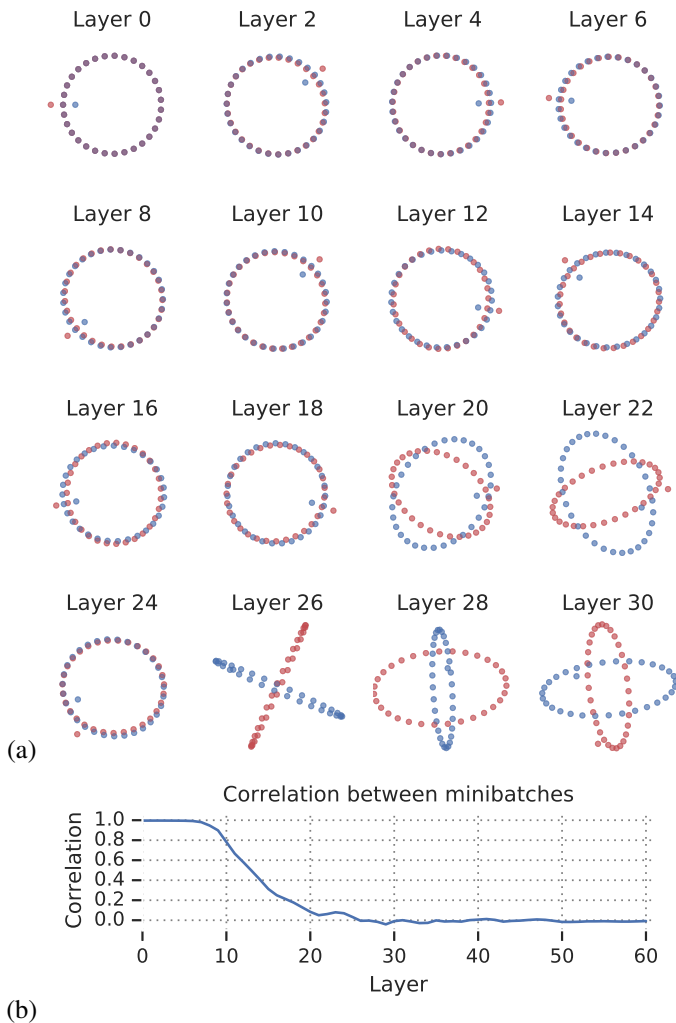 Layer 0 Layer 2 Layer 4 Layer 6
Layer 8 Layer 10 Layer 12 Layer 14
Layer 16 Layer 18 Layer 20 Layer 22
Layer 24 Layer 26 Layer 28 Layer 30
(a)
Correlation between minibatches
Correlation
1.0
0.8
0.6
0.4
0.2
0.0
0 10 20 30 40 50 60
Layer
(b)